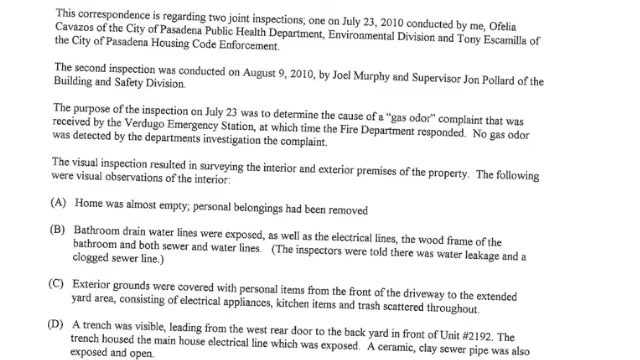 This correspondence is regarding two joint inspections; one on July 23, 2010 conducted by me, Ofelia
Cavazos of the City of Pasadena Public Health Department, Environmental Division and Tony Escamilla of
the City of Pasadena Housing Code Enforcement.
The second inspection was conducted on August 9, 2010, by Joel Murphy and Supervisor Jon Pollard of the
Building and Safety Division.
The purpose of the inspection on July 23 was to determine the cause of a "gas odor" complaint that was
received by the Verdugo Emergency Station, at which time the Fire Department responded. No gas odor
was detected by the departments investigation the complaint.
The visual inspection resulted in surveying the interior and exterior premises of the property. The following
were visual observations of the interior:
(A) Home was almost empty; personal belongings had been removed
(B) Bathroom drain water lines were exposed, as well as the electrical lines, the wood frame of the
bathroom and both sewer and water lines. (The inspectors were told there was water leakage and a
clogged sewer line.)
(C) Exterior grounds were covered with personal items from the front of the driveway to the extended
yard area, consisting of electrical appliances, kitchen items and trash scattered throughout.
(D) A trench was visible, leading from the west rear door to the back yard in front of Unit #2192. The
trench housed the main house electrical line which was exposed. A ceramic, clay sewer pipe was also
exposed and open.